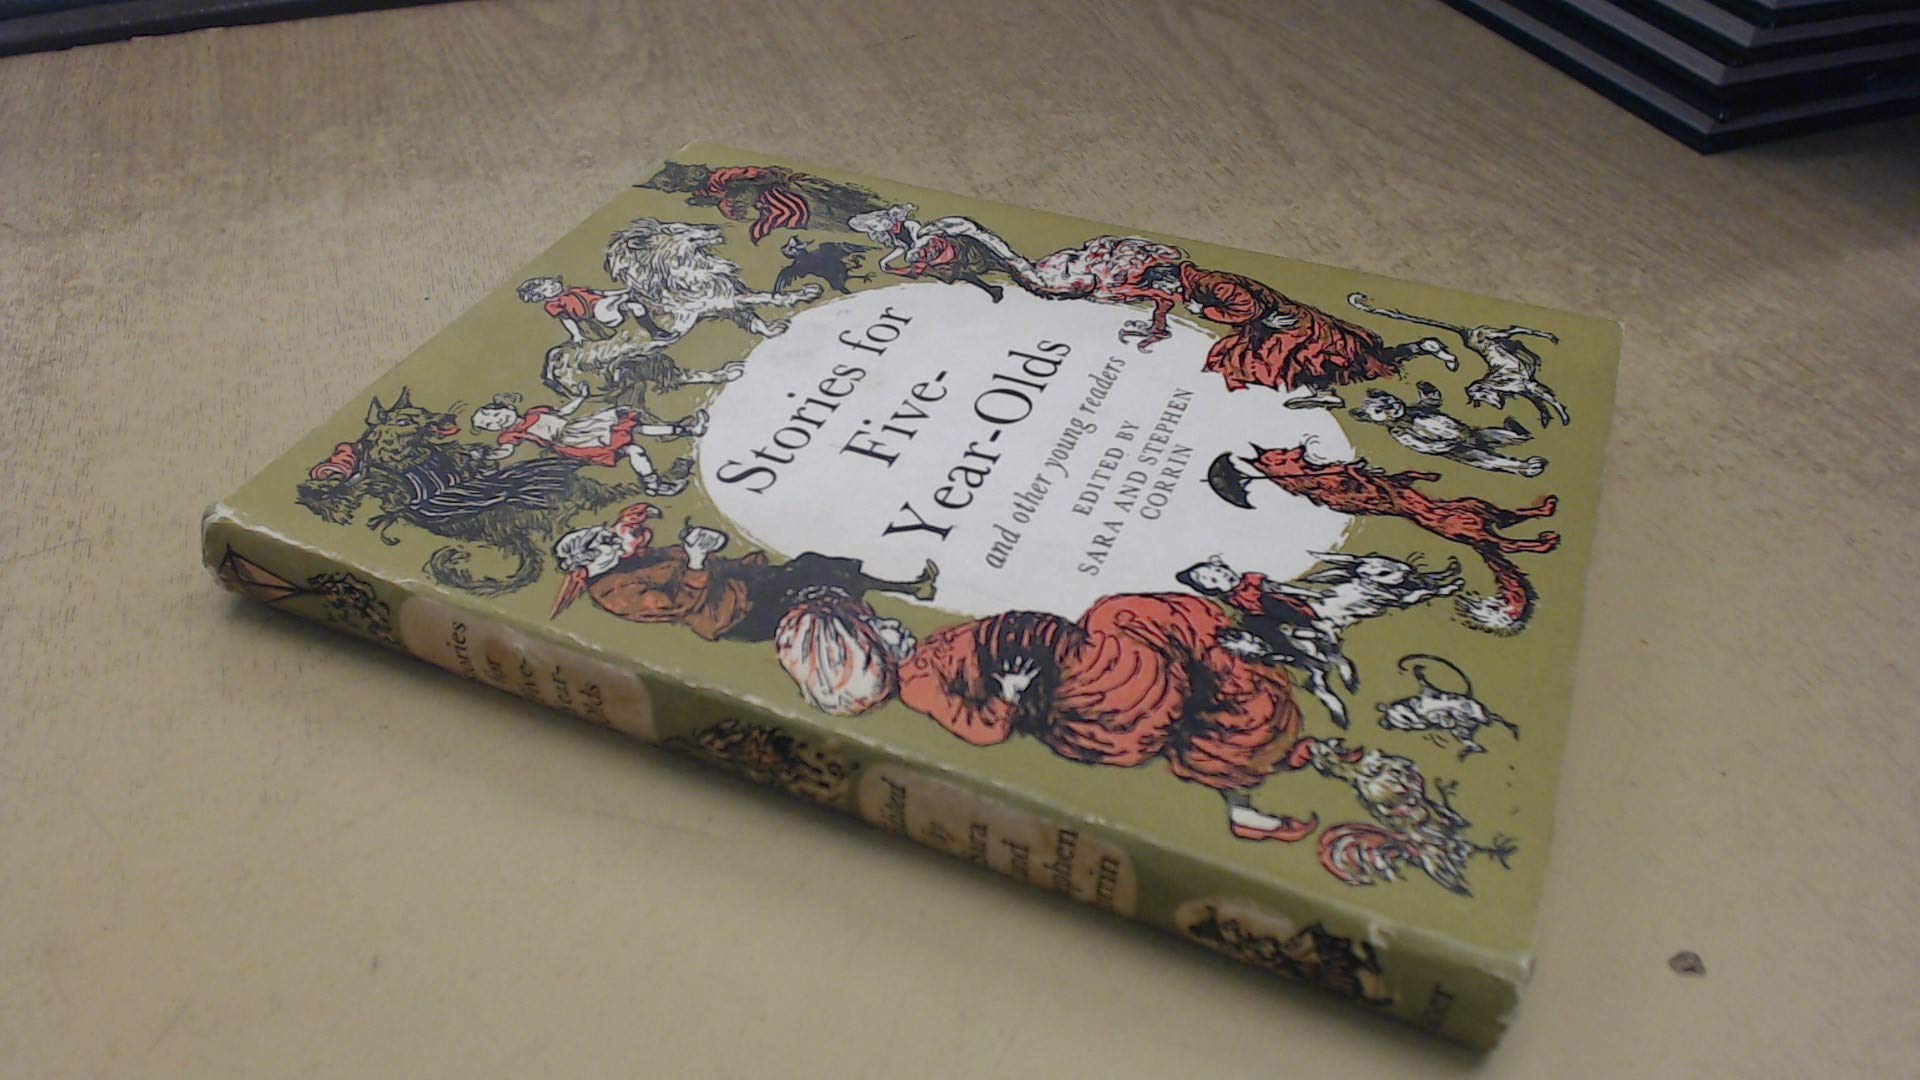 Stories for
Five-
Year-Olds
and other young readers
EDITED BY
SARA AND STEPHEN
CORRIN
Stories
for
Five-
Year-
Olds
Edited
by
Sara
and
Stephen
Corrin